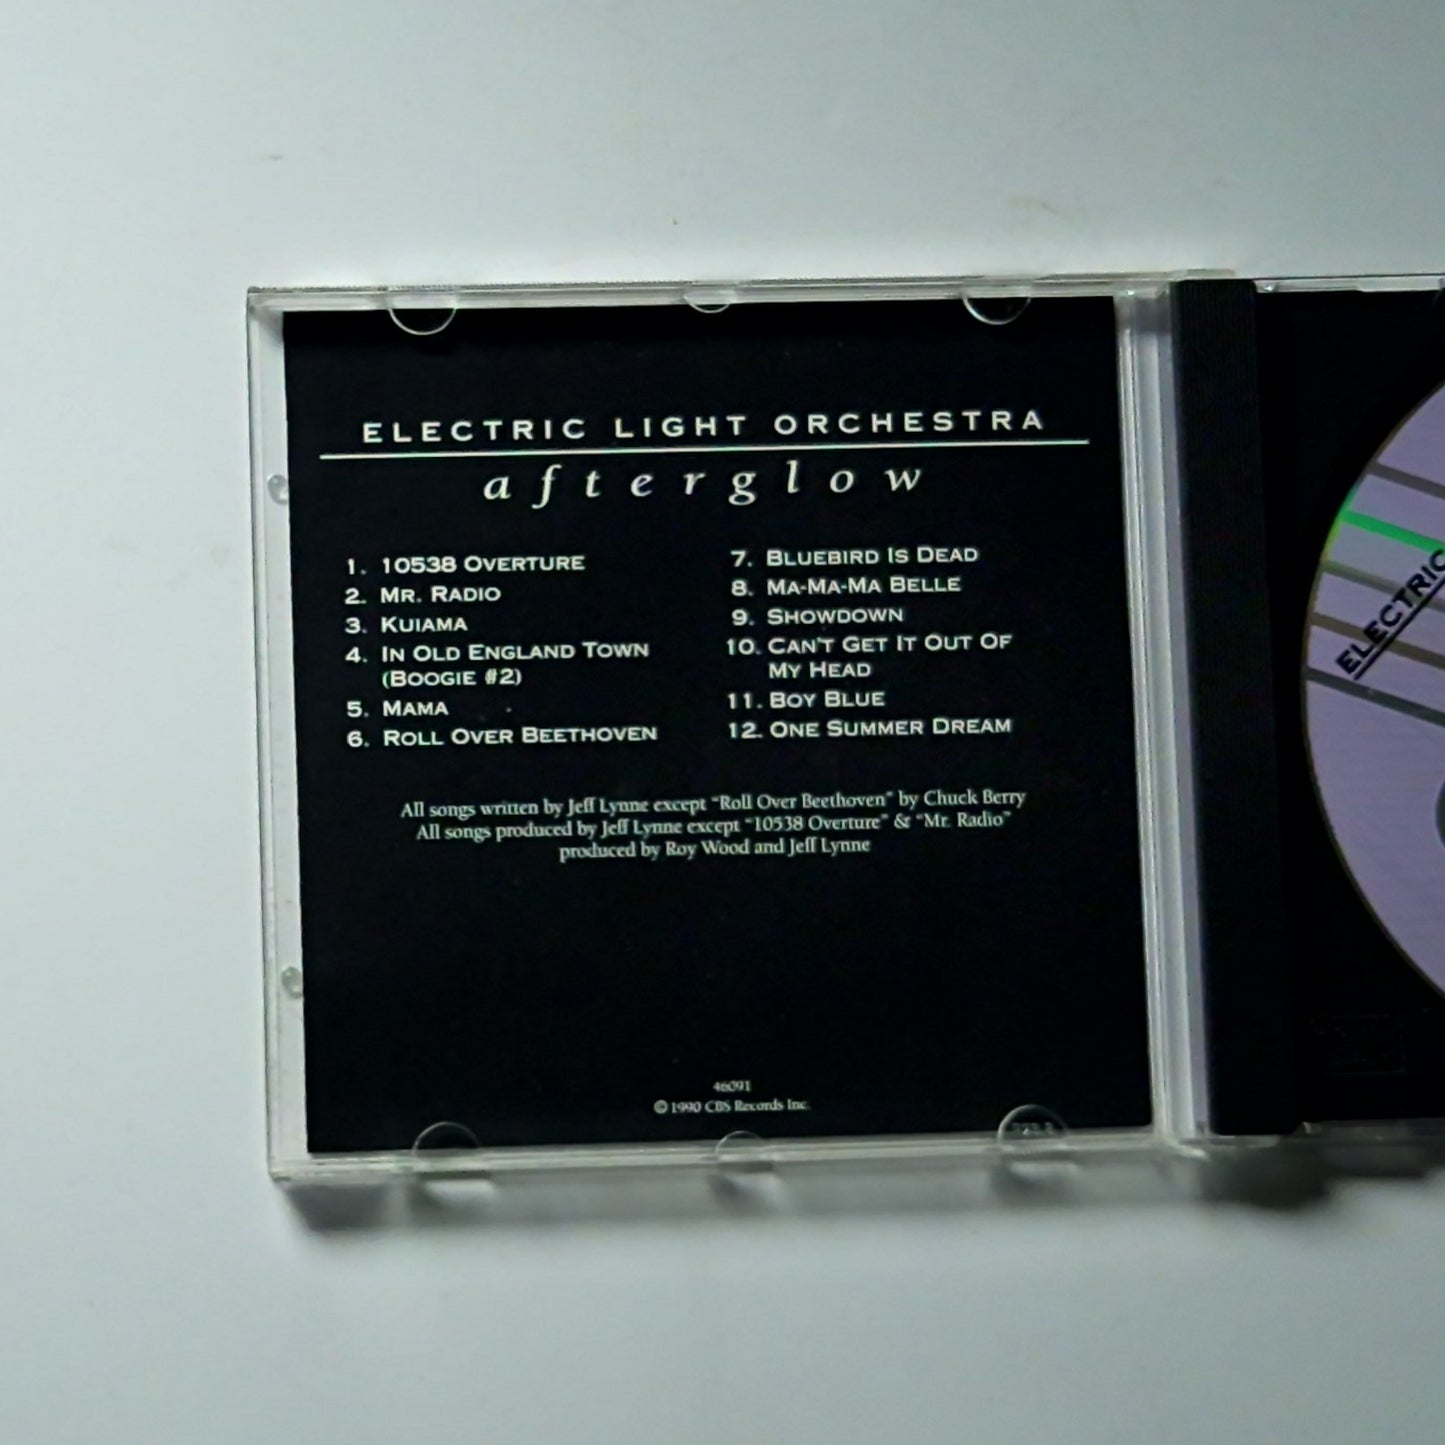 ELECTRIC LIGHT ORCHESTRA
afterglow
1. 10538 OVERTURE
2. MR. RADIO
3. KUIAMA
4. IN OLD ENGLAND TOWN
(BOOGIE #2)
5. MAMA
6. ROLL OVER BEETHOVEN
7. BLUEBIRD IS DEAD
8. MA-MA-MA BELLE
9. SHOWDOWN
10. CAN'T GET IT OUT OF
MY HEAD
11. BOY BLUE
12. ONE SUMMER DREAM
All songs written by Jeff Lynne except "Roll Over Beethoven" by Chuck Berry
All songs produced by Jeff Lynne except "10538 Overture" & "Mr. Radio"
produced by Roy Wood and Jeff Lynne
46091
© 1990 CBS Records Inc.
ELECTRIC